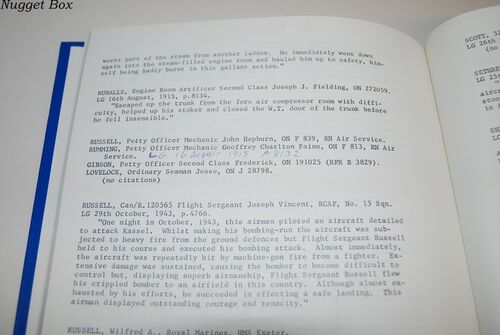 Nugget Box
worst part of the steam from another ladder. He immediately went down
again into the steam-filled engine room and hauled him up to safety, him-
self being badly burnt in this gallant action."
RUNALLS, Engine Room Artificer Second Class Joseph J. Fielding, ON 272059.
LG 16th August, 1915, p.8134.
"Escaped up the trunk from the fore air compressor room with diffi-
culty, helped up his stoker and closed the W.T. door of the trunk before
he fell insensible."
RUSSELL, Petty Officer Mechanic John Hepburn, ON F 839, RN Air Service.
RUMMING, Petty Officer Mechanic Geoffrey Charlton Paine, ON F 813, RN Air
Service. LG 16 August 1915 P 8132
GIBSON, Petty Officer Second Class Frederick, ON 191025 (RFR B 3829).
LOVELOCK, Ordinary Seaman Jesse, ON J 28798.
(no citations)
RUSSELL, Can/R.120565 Flight Sergeant Joseph Vincent, RCAF, No. 15 Sqn.
LG 29th October, 1943, p.4766.
"One night in October, 1943, this airman piloted an aircraft detailed
to attack Kassel. Whilst making his bombing-run the aircraft was sub-
jected to heavy fire from the ground defences but Flight Sergeant Russell
held to his course and executed his bombing attack. Almost immediately,
the aircraft was repeatedly hit by machine-gun fire from a fighter. Ex-
tensive damage was sustained, causing the bomber to become difficult to
control but, displaying superb airmanship, Flight Sergeant Russell flew
his crippled bomber to an airfield in this country. Although almost ex-
hausted by his efforts, he succeeded in effecting a safe landing. This
airman displayed outstanding courage and tenacity."
RUSSELL, Wilfred A., Royal Marines, HMS Exeter.
SCOTT,
LG 26th
SETHRE
LG